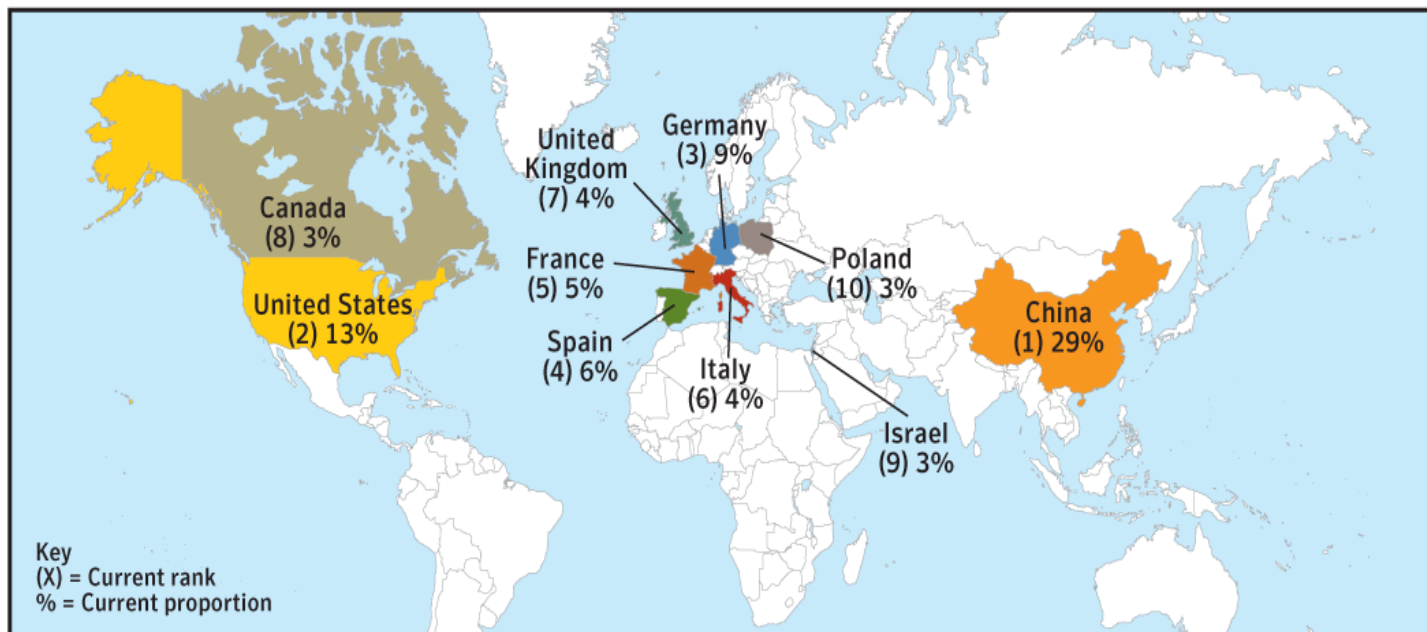 Germany
(3) 9%
United
Kingdom
(7) 4%
Canada
(8) 3%
France
(5) 5%
Poland
(10) 3%
United States
(2) 13%
China
(1) 29%
Spain
(4) 6%
Italy
(6) 4%
Israel
(9) 3%
Key
(X) = Current rank
% = Current proportion